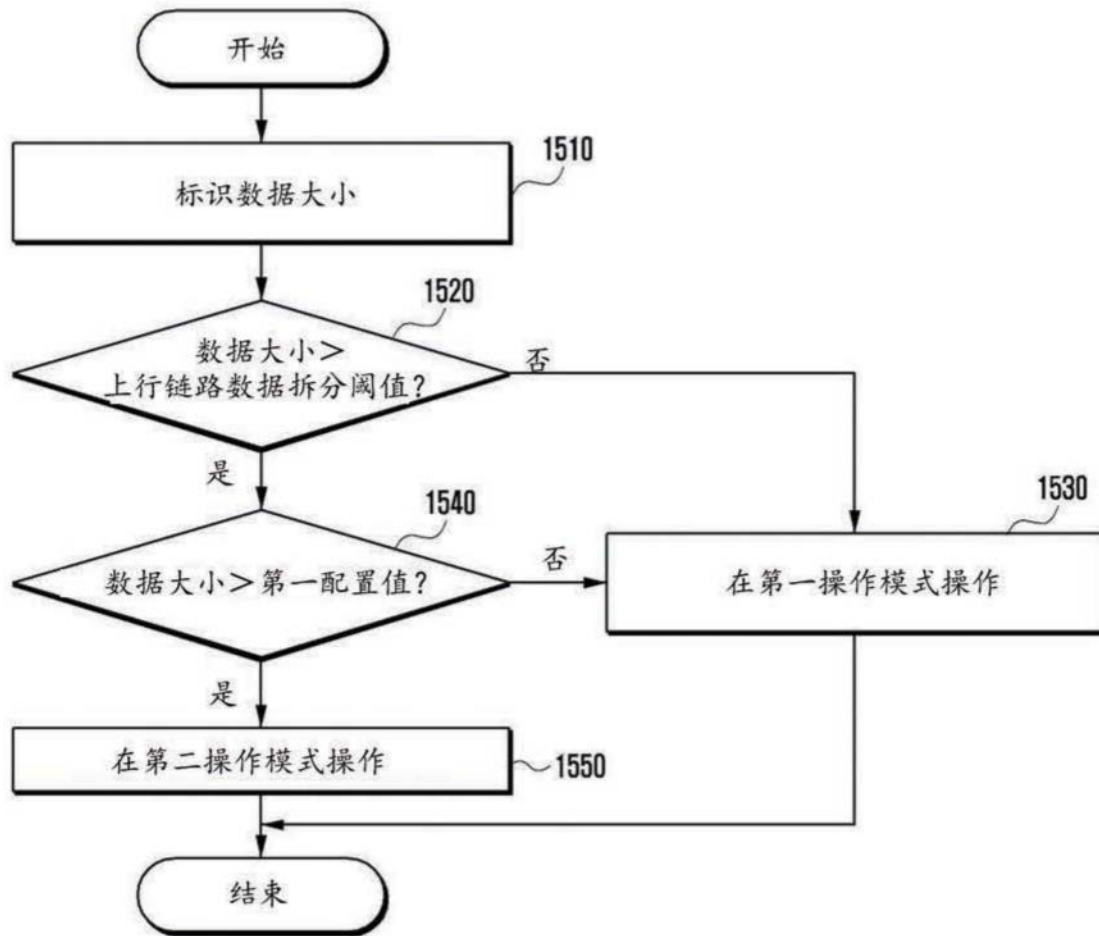 开始
1510
标识数据大小
1520
数据大小>
上行链路数据拆分阈值?
否
是
1540
数据大小>第一配置值?
否
1530
在第一操作模式操作
是
在第二操作模式操作
1550
结束